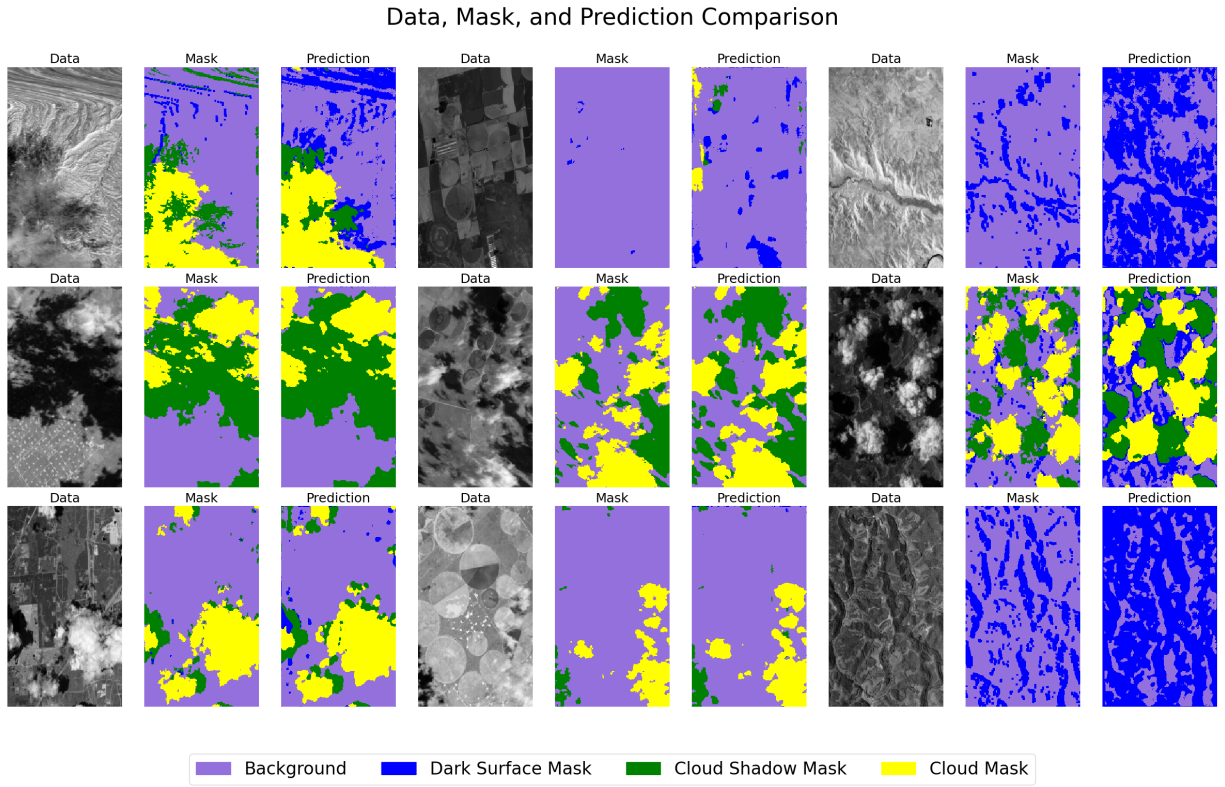 Data, Mask, and Prediction Comparison
Data Mask Prediction Data Mask Prediction Data Mask Prediction
Data Mask Prediction Data Mask Prediction Data Mask Prediction
Data Mask Prediction Data Mask Prediction Data Mask Prediction
Background Dark Surface Mask Cloud Shadow Mask Cloud Mask